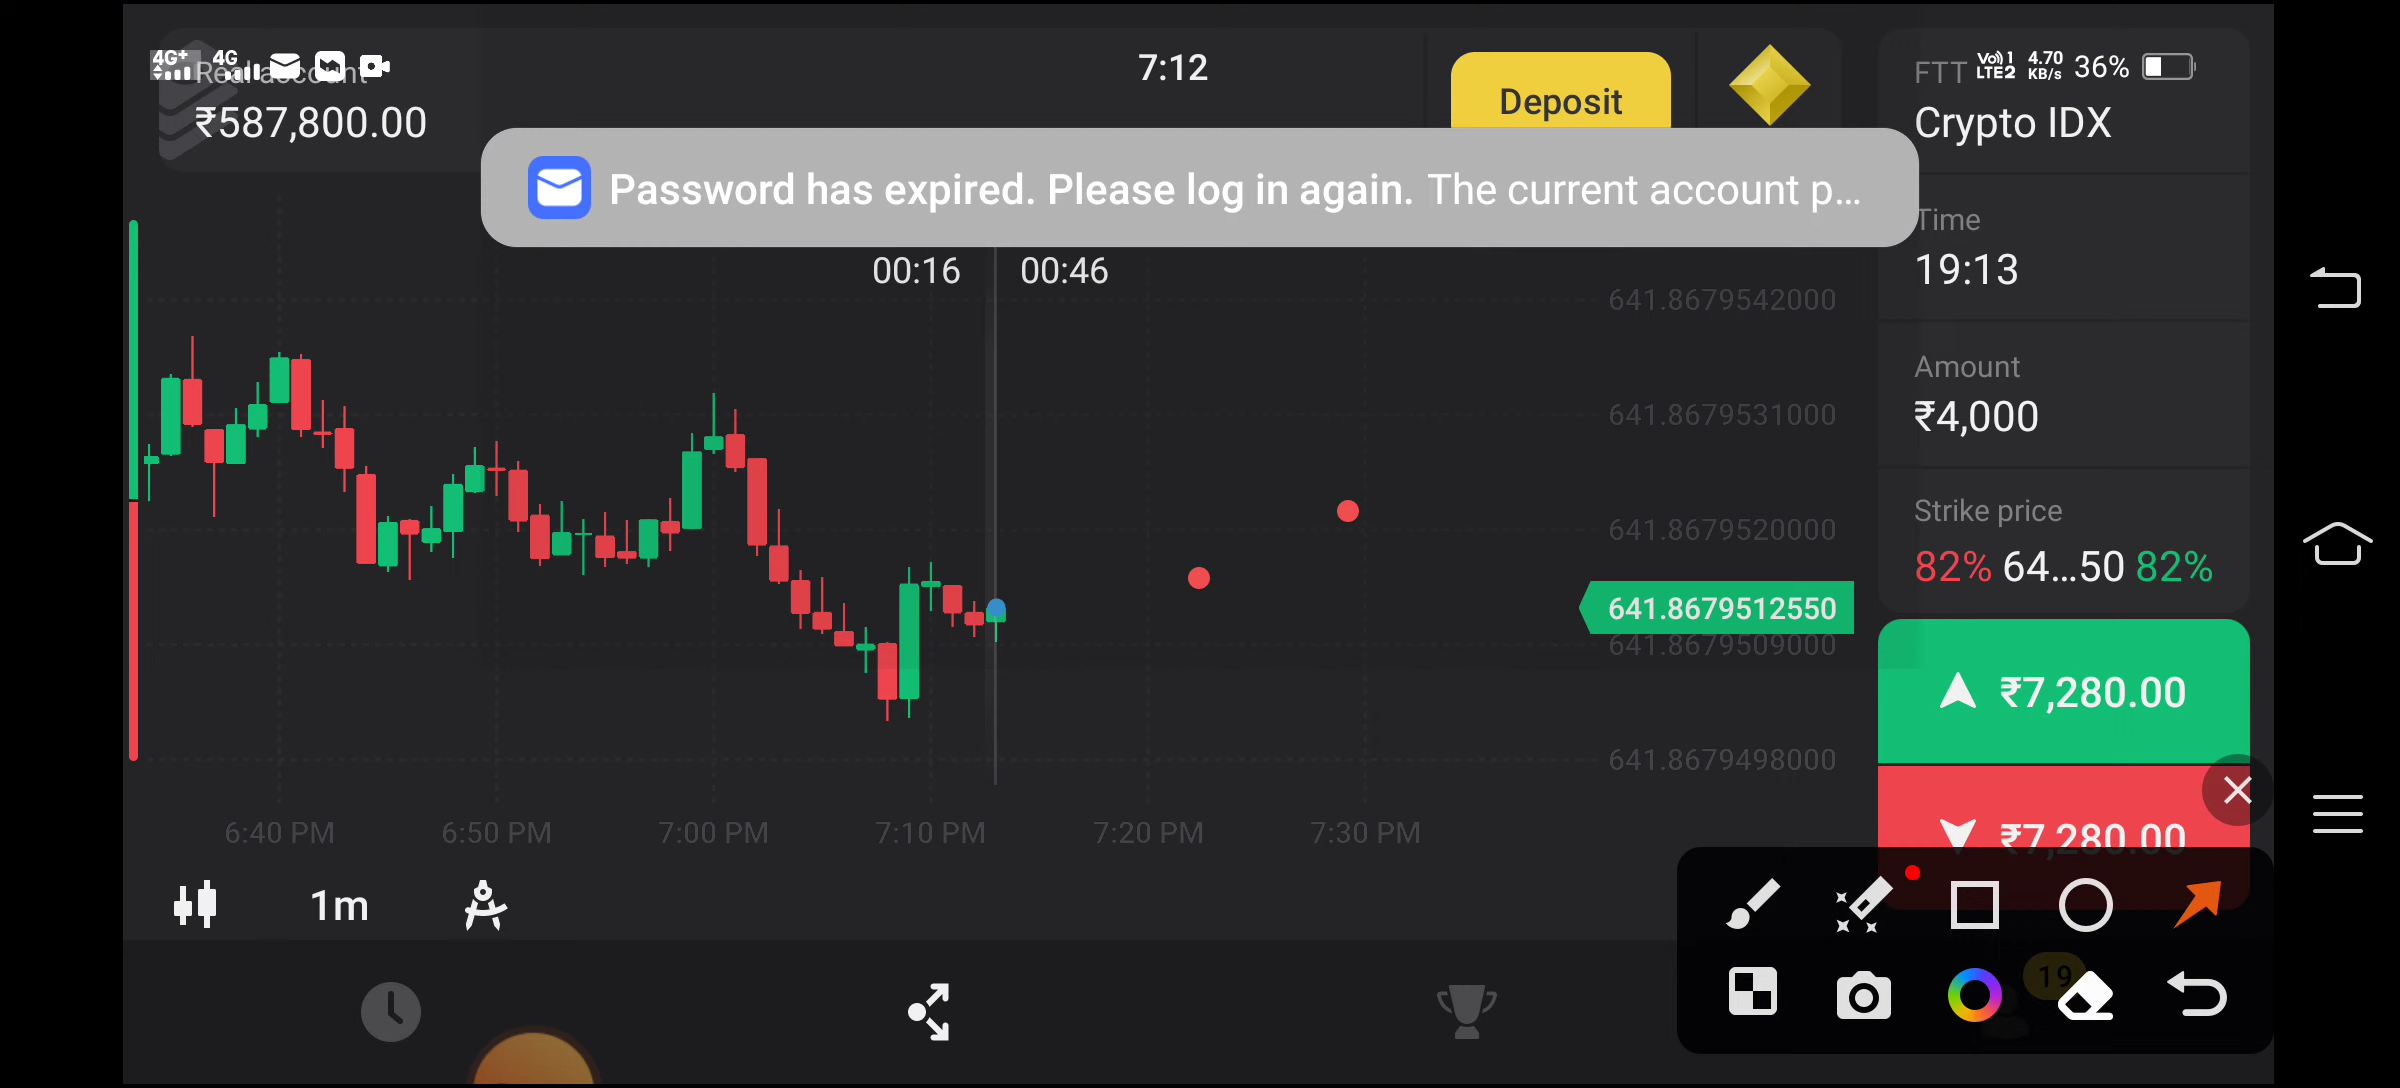 4G+ 4G 7:12 Vo)) 1 LTE2 4.70 KB/s 36%
Real account
₹587,800.00
Deposit
FTT
Crypto IDX
Password has expired. Please log in again. The current account p...
Time
19:13
00:16 00:46
Amount
₹4,000
Strike price
82% 64...50 82%
641.8679542000
641.8679531000
641.8679520000
641.8679512550
641.8679509000
641.8679498000
₹7,280.00
₹7,280.00
6:40 PM 6:50 PM 7:00 PM 7:10 PM 7:20 PM 7:30 PM
1m
19